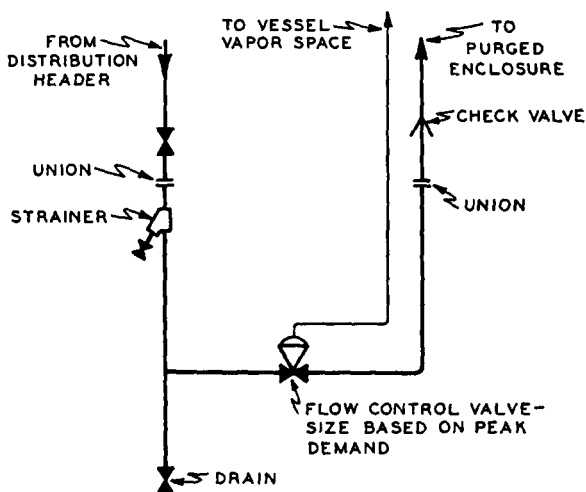 FROM
DISTRIBUTION
HEADER
TO VESSEL
VAPOR SPACE
TO
PURGED
ENCLOSURE
CHECK VALVE
UNION
STRAINER
UNION
FLOW CONTROL VALVE-
SIZE BASED ON PEAK
DEMAND
DRAIN